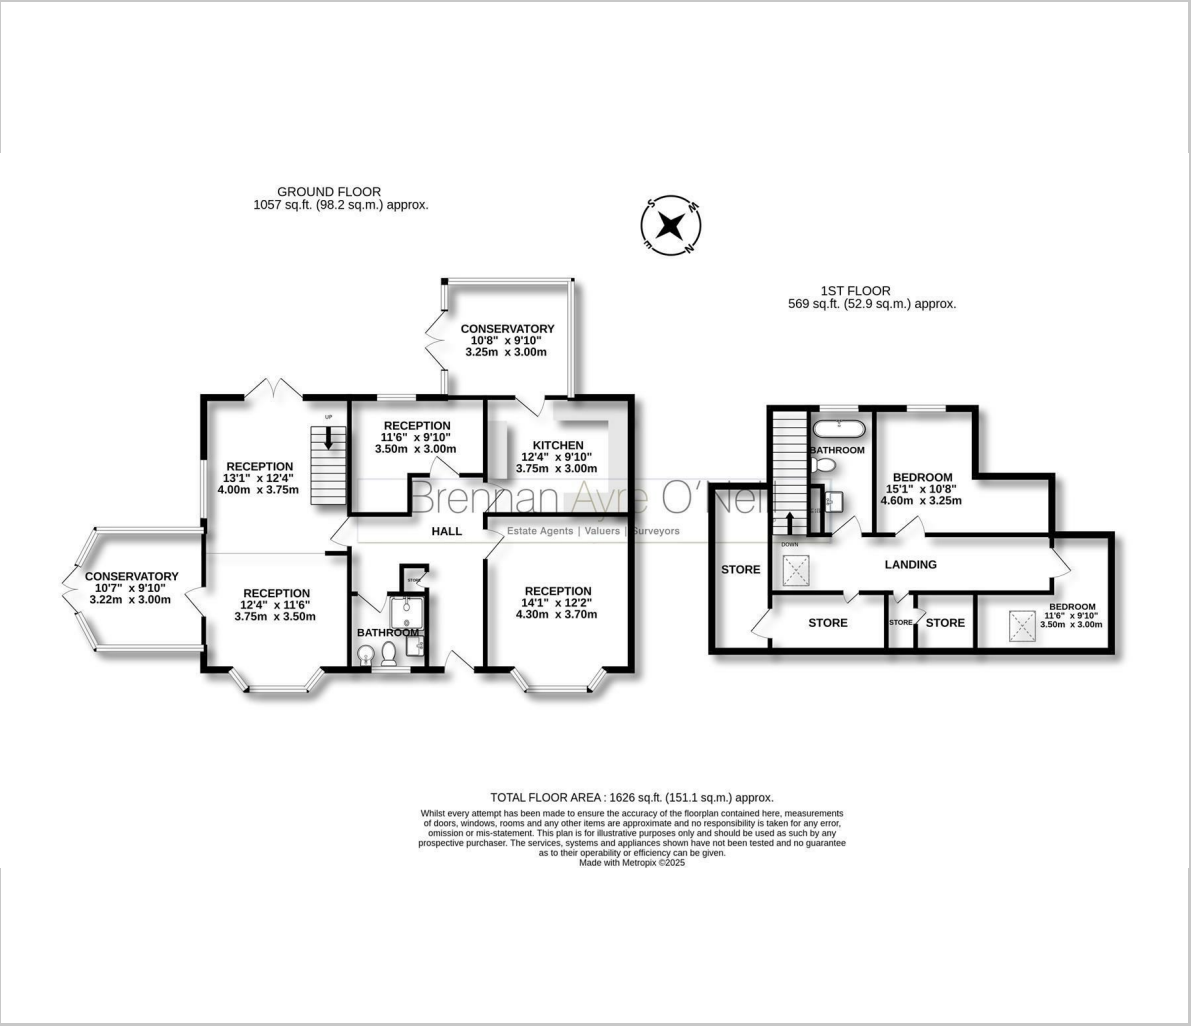 GROUND FLOOR
1057 sq.ft. (98.2 sq.m.) approx.
S
W
E
N
1ST FLOOR
569 sq.ft. (52.9 sq.m.) approx.
CONSERVATORY
10'8" x 9'10"
3.25m x 3.00m
UP
RECEPTION
13'1" x 12'4"
4.00m x 3.75m
RECEPTION
11'6" x 9'10"
3.50m x 3.00m
KITCHEN
12'4" x 9'10"
3.75m x 3.00m
BATHROOM
BEDROOM
15'1" x 10'8"
4.60m x 3.25m
Brennan Ayre O'Neill
Estate Agents | Valuers | Surveyors
HALL
DOWN
STORE
LANDING
CONSERVATORY
10'7" x 9'10"
3.22m x 3.00m
RECEPTION
12'4" x 11'6"
3.75m x 3.50m
STORE
BATHROOM
RECEPTION
14'1" x 12'2"
4.30m x 3.70m
STORE
STORE
STORE
BEDROOM
11'6" x 9'10"
3.50m x 3.00m
TOTAL FLOOR AREA : 1626 sq.ft. (151.1 sq.m.) approx.
Whilst every attempt has been made to ensure the accuracy of the floorplan contained here, measurements
of doors, windows, rooms and any other items are approximate and no responsibility is taken for any error,
omission or mis-statement. This plan is for illustrative purposes only and should be used as such by any
prospective purchaser. The services, systems and appliances shown have not been tested and no guarantee
as to their operability or efficiency can be given.
Made with Metropix ©2025